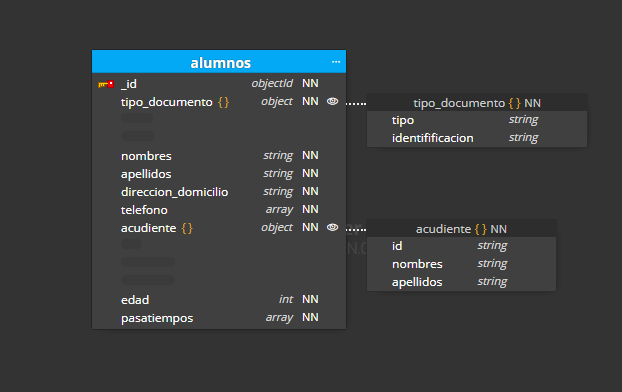 alumnos ...
_id objectId NN
tipo_documento { } object NN
nombres string NN
apellidos string NN
direccion_domicilio string NN
telefono array NN
acudiente { } object NN
edad int NN
pasatiempos array NN
tipo_documento { } NN
tipo string
identifificacion string
acudiente { } NN
id string
nombres string
apellidos string